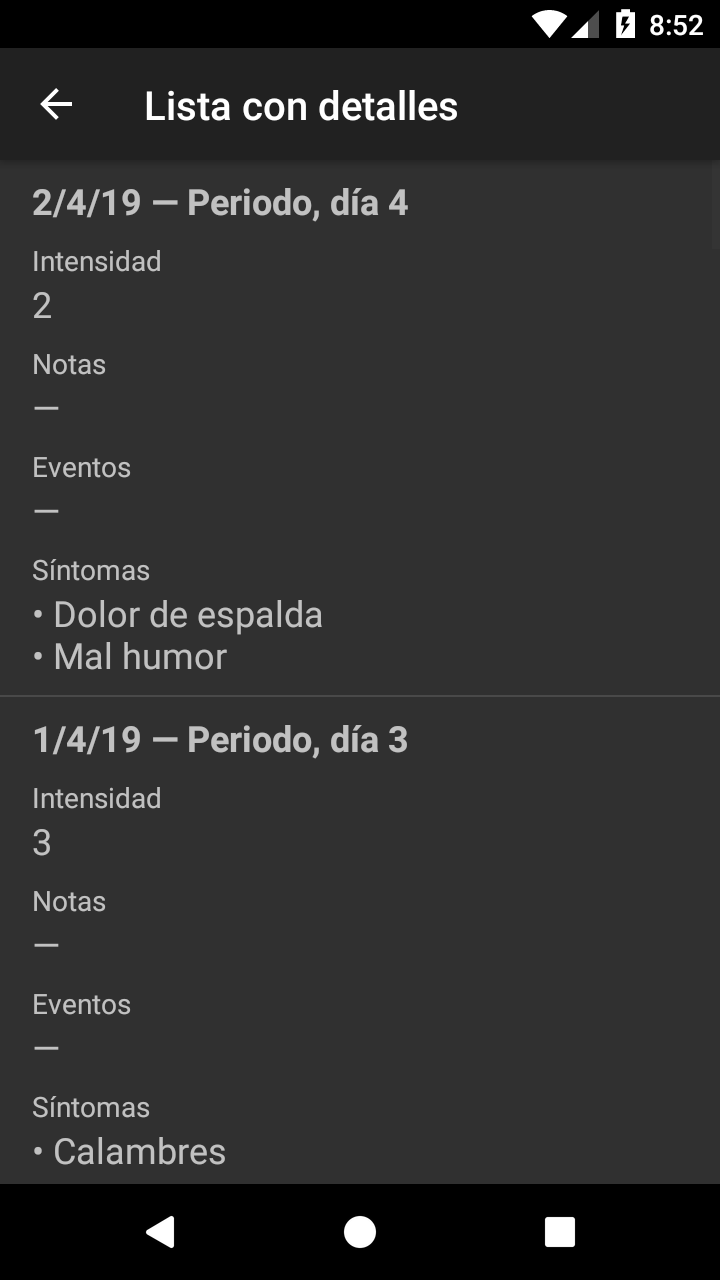 8:52
Lista con detalles
2/4/19 — Periodo, día 4
Intensidad
2
Notas
—
Eventos
—
Síntomas
• Dolor de espalda
• Mal humor
1/4/19 — Periodo, día 3
Intensidad
3
Notas
—
Eventos
—
Síntomas
• Calambres